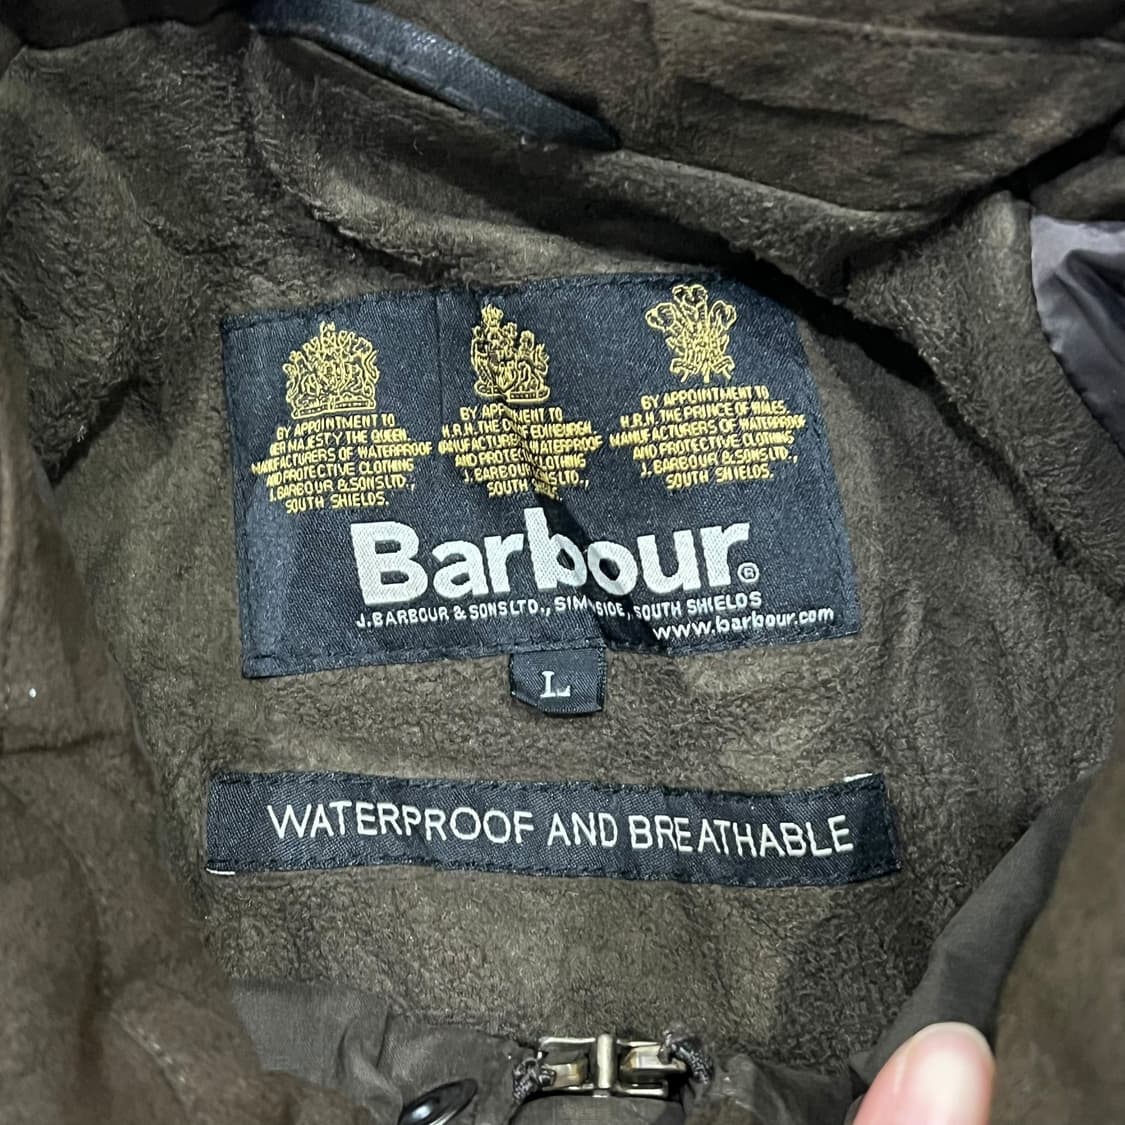 BY APPOINTMENT TO
HER MAJESTY THE QUEEN
MANUFACTURERS OF WATERPROOF
AND PROTECTIVE CLOTHING
J.BARBOUR & SONS LTD.,
SOUTH SHIELDS.
BY APPOINTMENT TO
H.R.H. THE DUKE EDINBURGH
MANUFACTURERS WATERPROOF
AND PROTECTIVE CLOTHING
J. BARBOUR SONS LTD.,
SOUTH SHIELDS.
BY APPOINTMENT TO
H.R.H. THE PRINCE OF WALES
MANUFACTURERS OF WATERPROOF
AND PROTECTIVE CLOTHING
J. BARBOUR & SONS LTD.,
SOUTH SHIELDS.
Barbour®
J.BARBOUR & SONS LTD., SIMONSIDE, SOUTH SHIELDS
www.barbour.com
L
WATERPROOF AND BREATHABLE